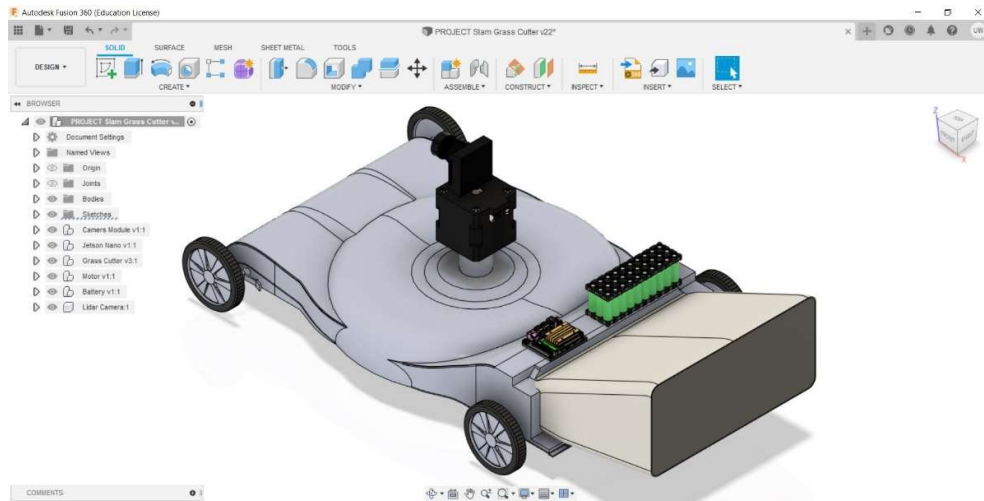 Autodesk Fusion 360 (Education License)
PROJECT Slam Grass Cutter v22*
UW
SOLID SURFACE MESH SHEET METAL TOOLS
DESIGN
CREATE MODIFY ASSEMBLE CONSTRUCT INSPECT INSERT SELECT
BROWSER
PROJECT Slam Grass Cutter v...
Document Settings
Named Views
Origin
Joints
Bodies
Sketches
Camera Module v1:1
Jetson Nano v1:1
Grass Cutter v3:1
Motor v1:1
Battery v1:1
Lidar Camera:1
Z
TOP
FRONT
X
COMMENTS